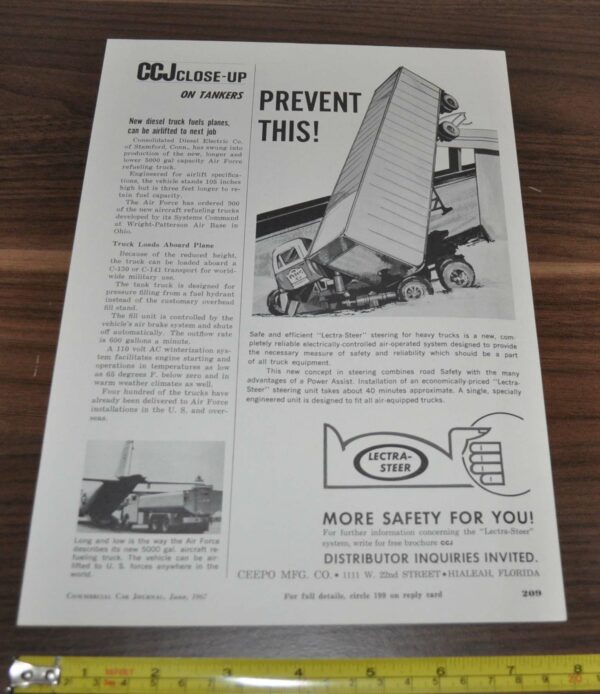 CCJ CLOSE-UP
ON TANKERS
New diesel truck fuels planes,
can be airlifted to next job
Consolidated Diesel Electric Co.
of Stamford, Conn., has swung into
production of the new, longer and
lower 5000 gal capacity Air Force
refueling truck.
Engineered for airlift specifica-
tions, the vehicle stands 105 inches
high but is three feet longer to re-
tain fuel capacity.
The Air Force has ordered 900
of the new aircraft refueling trucks
developed by its Systems Command
at Wright-Patterson Air Base in
Ohio.
Truck Loads Aboard Plane
Because of the reduced height,
the truck can be loaded aboard a
C-130 or C-141 transport for world-
wide military use.
The tank truck is designed for
pressure filling from a fuel hydrant
instead of the customary overhead
fill stand.
The fill unit is controlled by the
vehicle's air brake system and shuts
off automatically. The outflow rate
is 600 gallons a minute.
A 110 volt AC winterization sys-
tem facilitates engine starting and
operations in temperatures as low
as 65 degrees F. below zero and in
warm weather climates as well.
Four hundred of the trucks have
already been delivered to Air Force
installations in the U. S. and over-
seas.
Long and low is the way the Air Force
describes its new 5000 gal. aircraft re-
fueling truck. The vehicle can be air-
lifted to U. S. forces anywhere in the
world.
PREVENT
THIS!
Safe and efficient "Lectra-Steer" steering for heavy trucks is a new, com-
pletely reliable electrically-controlled air-operated system designed to provide
the necessary measure of safety and reliability which should be a part
of all truck equipment.
This new concept in steering combines road Safety with the many
advantages of a Power Assist. Installation of an economically-priced "Lectra-
Steer" steering unit takes about 40 minutes approximate. A single, specially
engineered unit is designed to fit all air-equipped trucks.
LECTRA-
STEER
MORE SAFETY FOR YOU!
For further information concerning the "Lectra-Steer"
system, write for free brochure CCJ
DISTRIBUTOR INQUIRIES INVITED.
CEEPO MFG. CO. • 1111 W. 22nd STREET • HIALEAH, FLORIDA
COMMERCIAL CAR JOURNAL, June, 1967
For full details, circle 199 on reply card
209
1 2 3 4 5 6 7 8